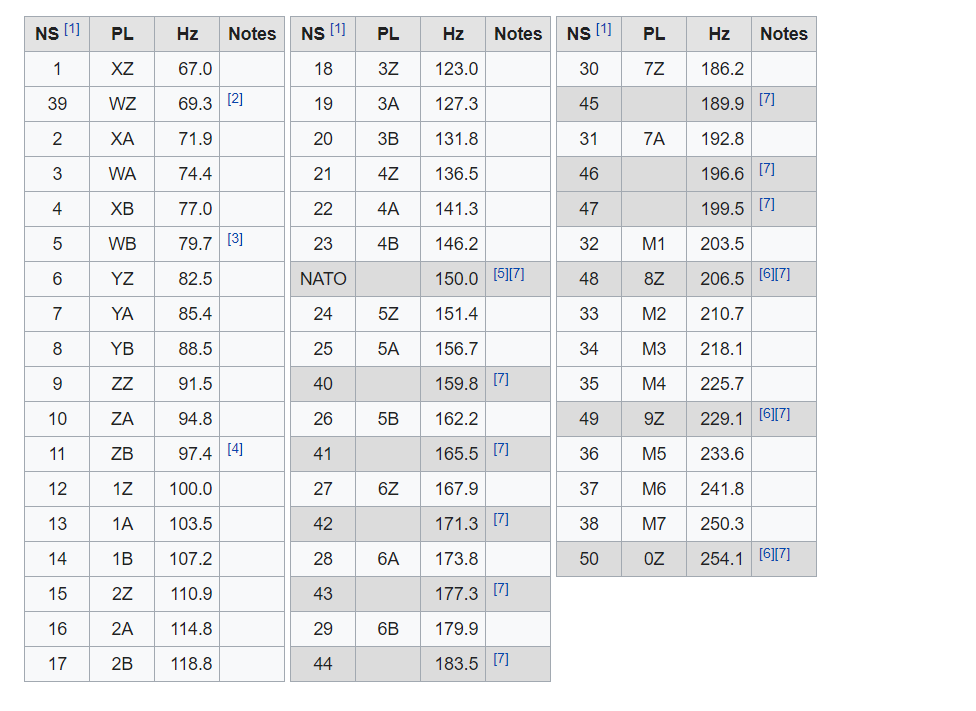 NS [1] PL Hz Notes
1 XZ 67.0
39 WZ 69.3 [2]
2 XA 71.9
3 WA 74.4
4 XB 77.0
5 WB 79.7 [3]
6 YZ 82.5
7 YA 85.4
8 YB 88.5
9 ZZ 91.5
10 ZA 94.8
11 ZB 97.4 [4]
12 1Z 100.0
13 1A 103.5
14 1B 107.2
15 2Z 110.9
16 2A 114.8
17 2B 118.8
NS [1] PL Hz Notes
18 3Z 123.0
19 3A 127.3
20 3B 131.8
21 4Z 136.5
22 4A 141.3
23 4B 146.2
NATO 150.0 [5][7]
24 5Z 151.4
25 5A 156.7
40 159.8 [7]
26 5B 162.2
41 165.5 [7]
27 6Z 167.9
42 171.3 [7]
28 6A 173.8
43 177.3 [7]
29 6B 179.9
44 183.5 [7]
NS [1] PL Hz Notes
30 7Z 186.2
45 189.9 [7]
31 7A 192.8
46 196.6 [7]
47 199.5 [7]
32 M1 203.5
48 8Z 206.5 [6][7]
33 M2 210.7
34 M3 218.1
35 M4 225.7
49 9Z 229.1 [6][7]
36 M5 233.6
37 M6 241.8
38 M7 250.3
50 0Z 254.1 [6][7]